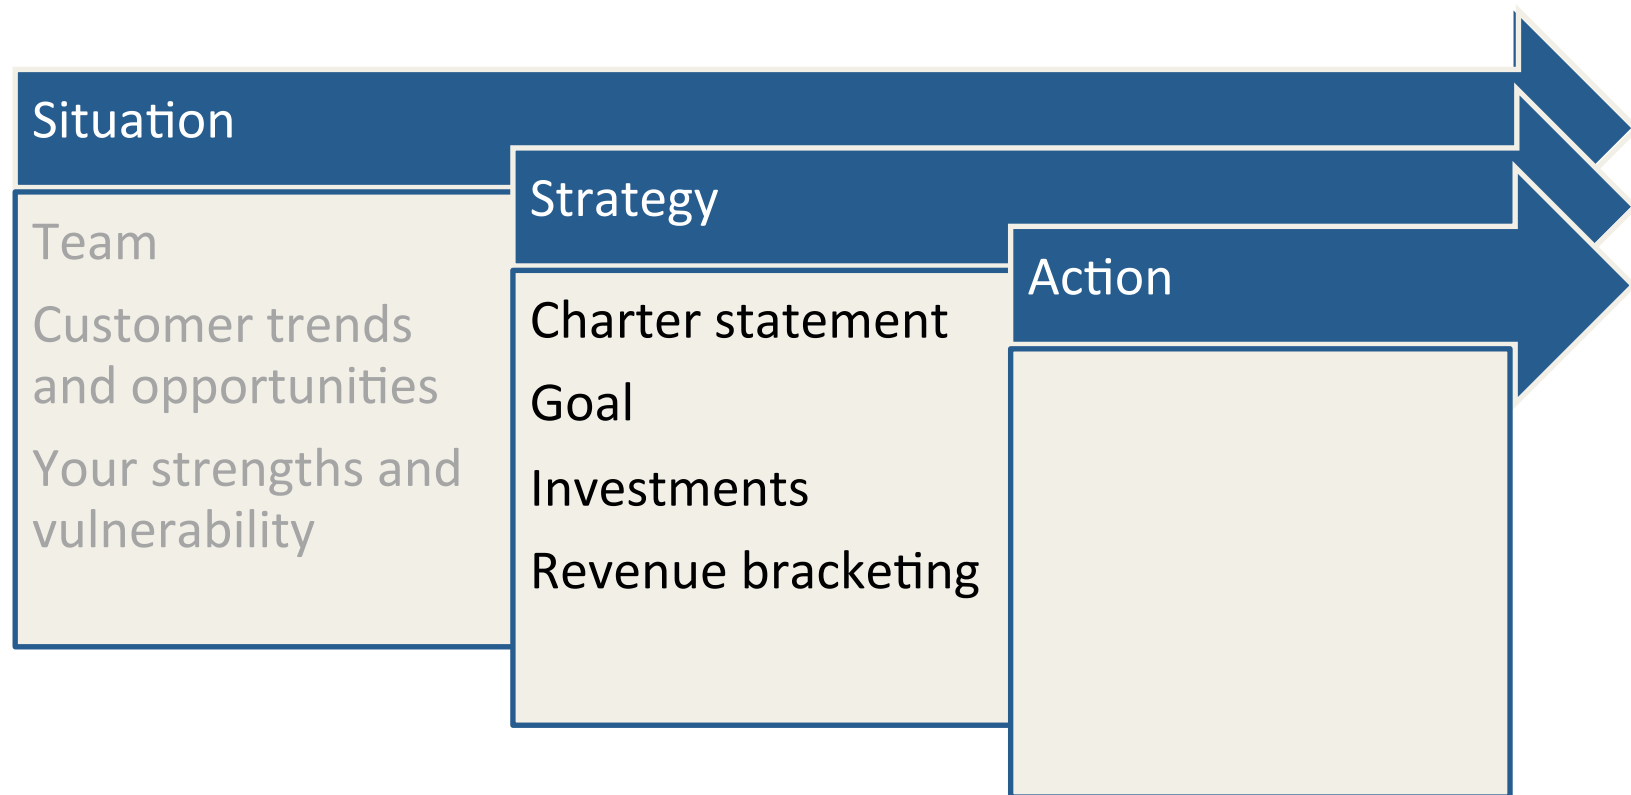 Situation
Team
Customer trends
and opportunities
Your strengths and
vulnerability
Strategy
Charter statement
Goal
Investments
Revenue bracketing
Action